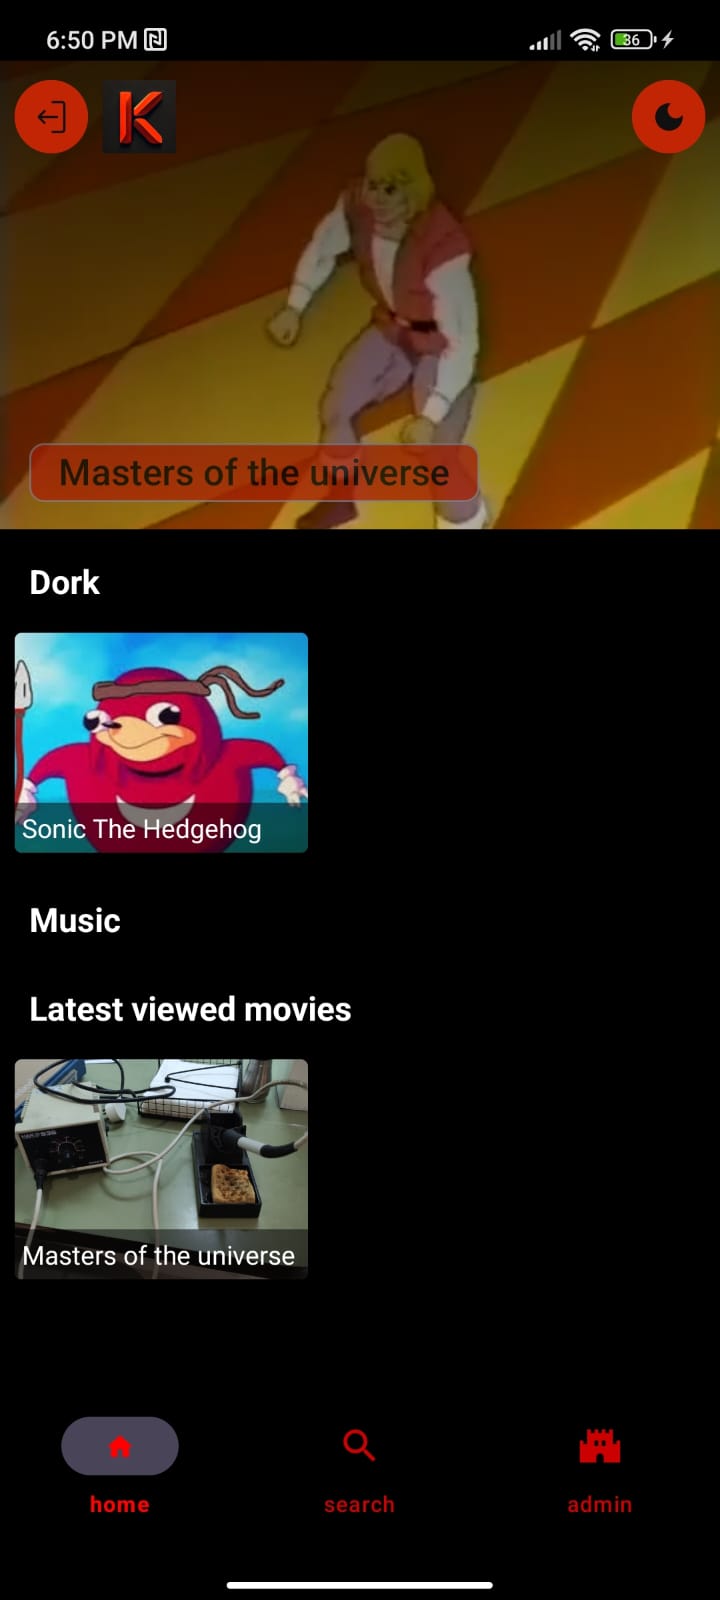 6:50 PM
36
K
Masters of the universe
Dork
Sonic The Hedgehog
Music
Latest viewed movies
Masters of the universe
home
search
admin